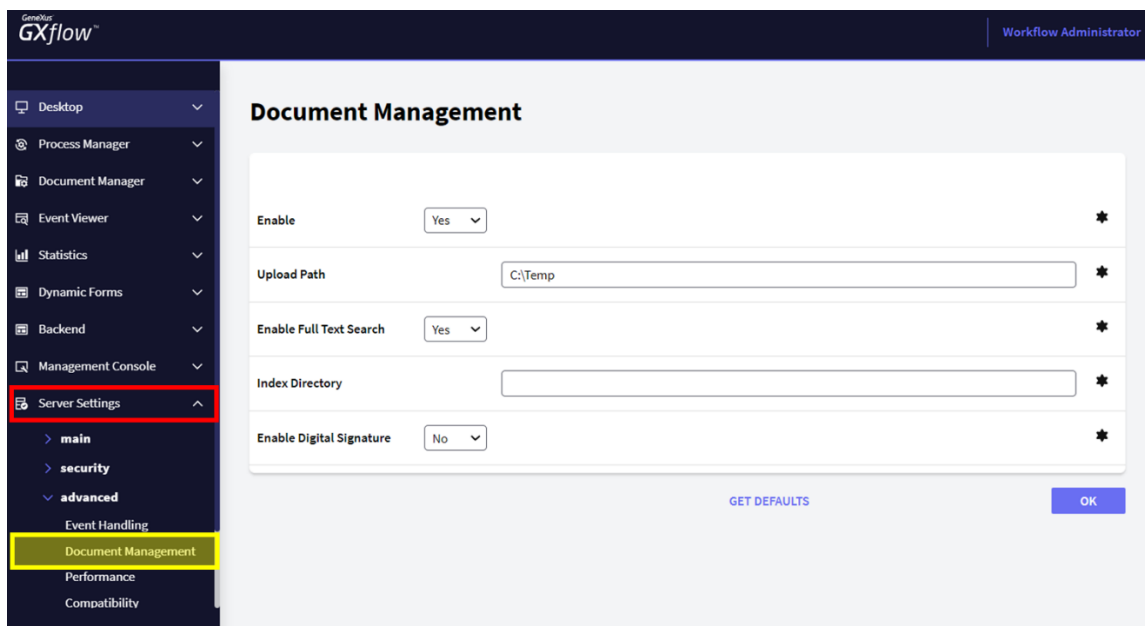 GeneXus
GXflow™
Workflow Administrator
Desktop
Process Manager
Document Manager
Event Viewer
Statistics
Dynamic Forms
Backend
Management Console
Server Settings
main
security
advanced
Event Handling
Document Management
Performance
Compatibility
Document Management
Enable Yes
Upload Path C:\Temp
Enable Full Text Search Yes
Index Directory
Enable Digital Signature No
GET DEFAULTS OK